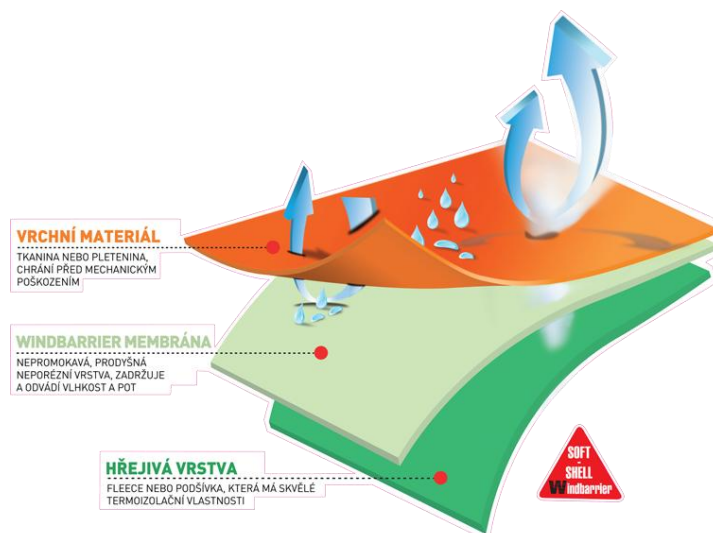 VRCHNÍ MATERIÁL
TKANINA NEBO PLETENINA,
CHRÁNÍ PŘED MECHANICKÝM
POŠKOZENÍM
WINDBARRIER MEMBRÁNA
NEPROMOKAVÁ, PRODYŠNÁ
NEPORÉZNÍ VRSTVA, ZADRŽUJE
A ODVÁDÍ VLHKOST A POT
HŘEJIVÁ VRSTVA
FLEECE NEBO PODŠÍVKA, KTERÁ MÁ SKVĚLÉ
TERMOIZOLAČNÍ VLASTNOSTI
SOFT
-
SHELL
Windbarrier